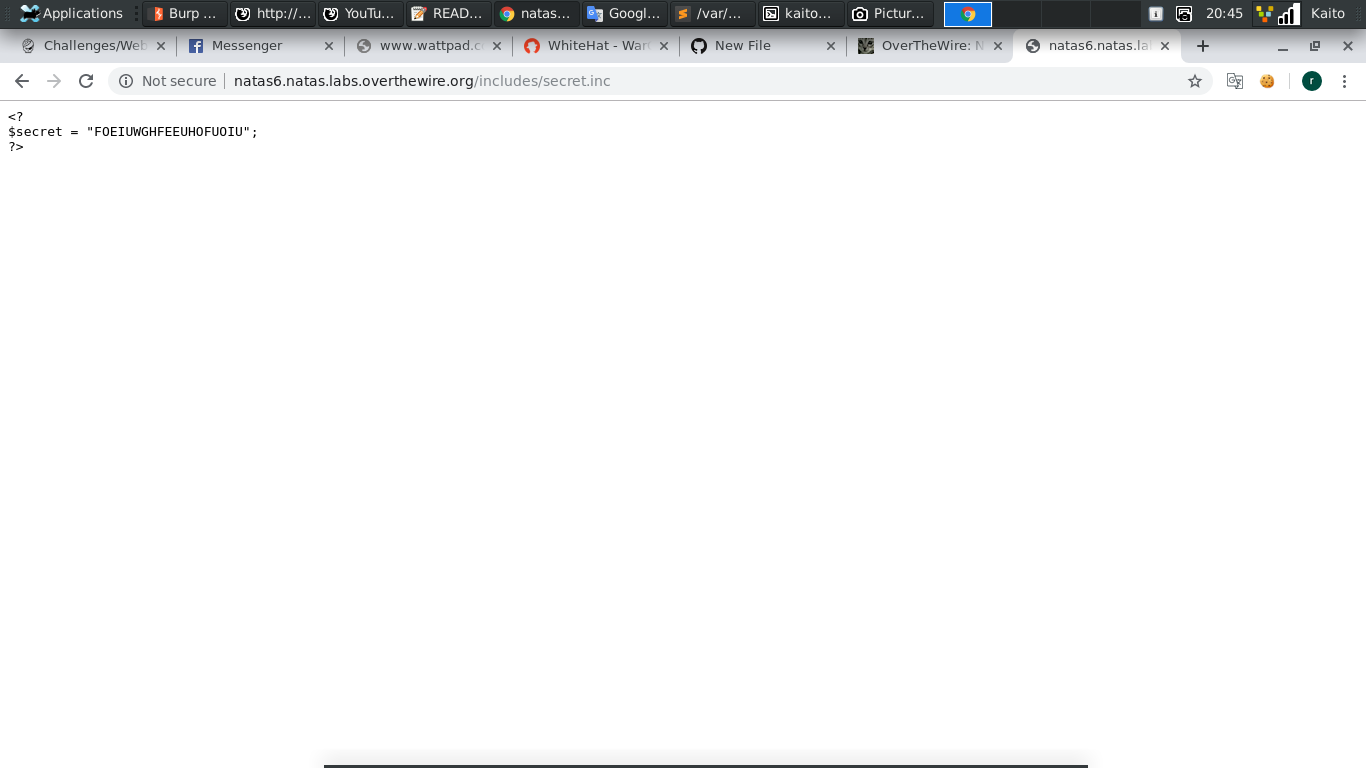 Applications Burp ... http://... YouTu... READ... natas... Googl... /var/... kaito... Pictur... 20:45 Kaito
Challenges/Web Messenger www.wattpad.c WhiteHat - War New File OverTheWire: N natas6.natas.la
Not secure natas6.natas.labs.overthewire.org/includes/secret.inc r
<?
$secret = "FOEIUWGHFEEUHOFUOIU";
?>